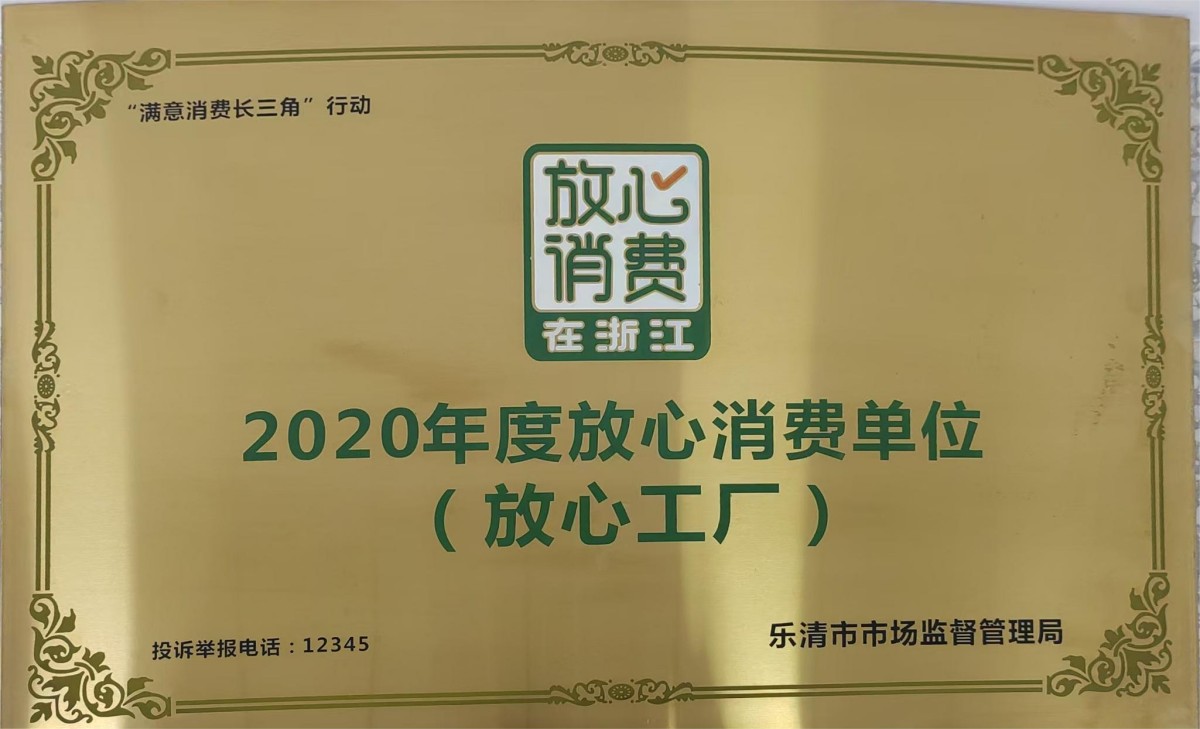 “满意消费长三角”行动
放心
消费
在浙江
2020年度放心消费单位
（放心工厂）
投诉举报电话：12345
乐清市市场监督管理局